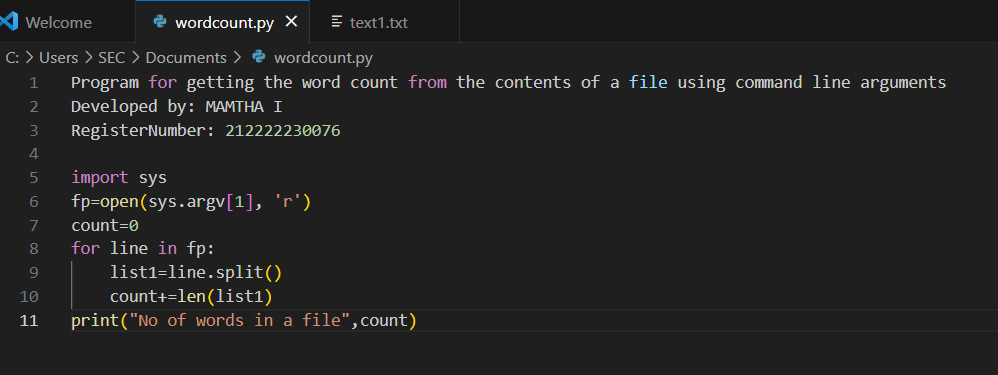 Welcome wordcount.py × text1.txt
C: > Users > SEC > Documents > wordcount.py
1 Program for getting the word count from the contents of a file using command line arguments
2 Developed by: MAMTHA I
3 RegisterNumber: 212222230076
4
5 import sys
6 fp=open(sys.argv[1], 'r')
7 count=0
8 for line in fp:
9     list1=line.split()
10     count+=len(list1)
11 print("No of words in a file",count)